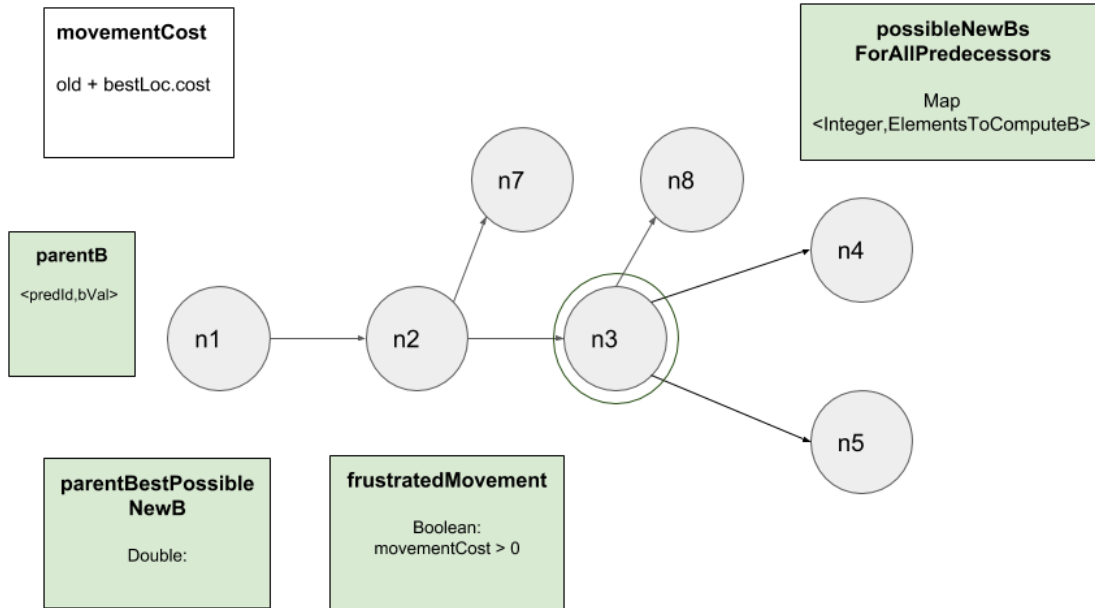 movementCost
old + bestLoc.cost
possibleNewBs
ForAllPredecessors
Map
<Integer,ElementsToComputeB>
n7
n8
n4
parentB
<predId,bVal>
n1
n2
n3
n5
parentBestPossible
NewB
Double:
frustratedMovement
Boolean:
movementCost > 0